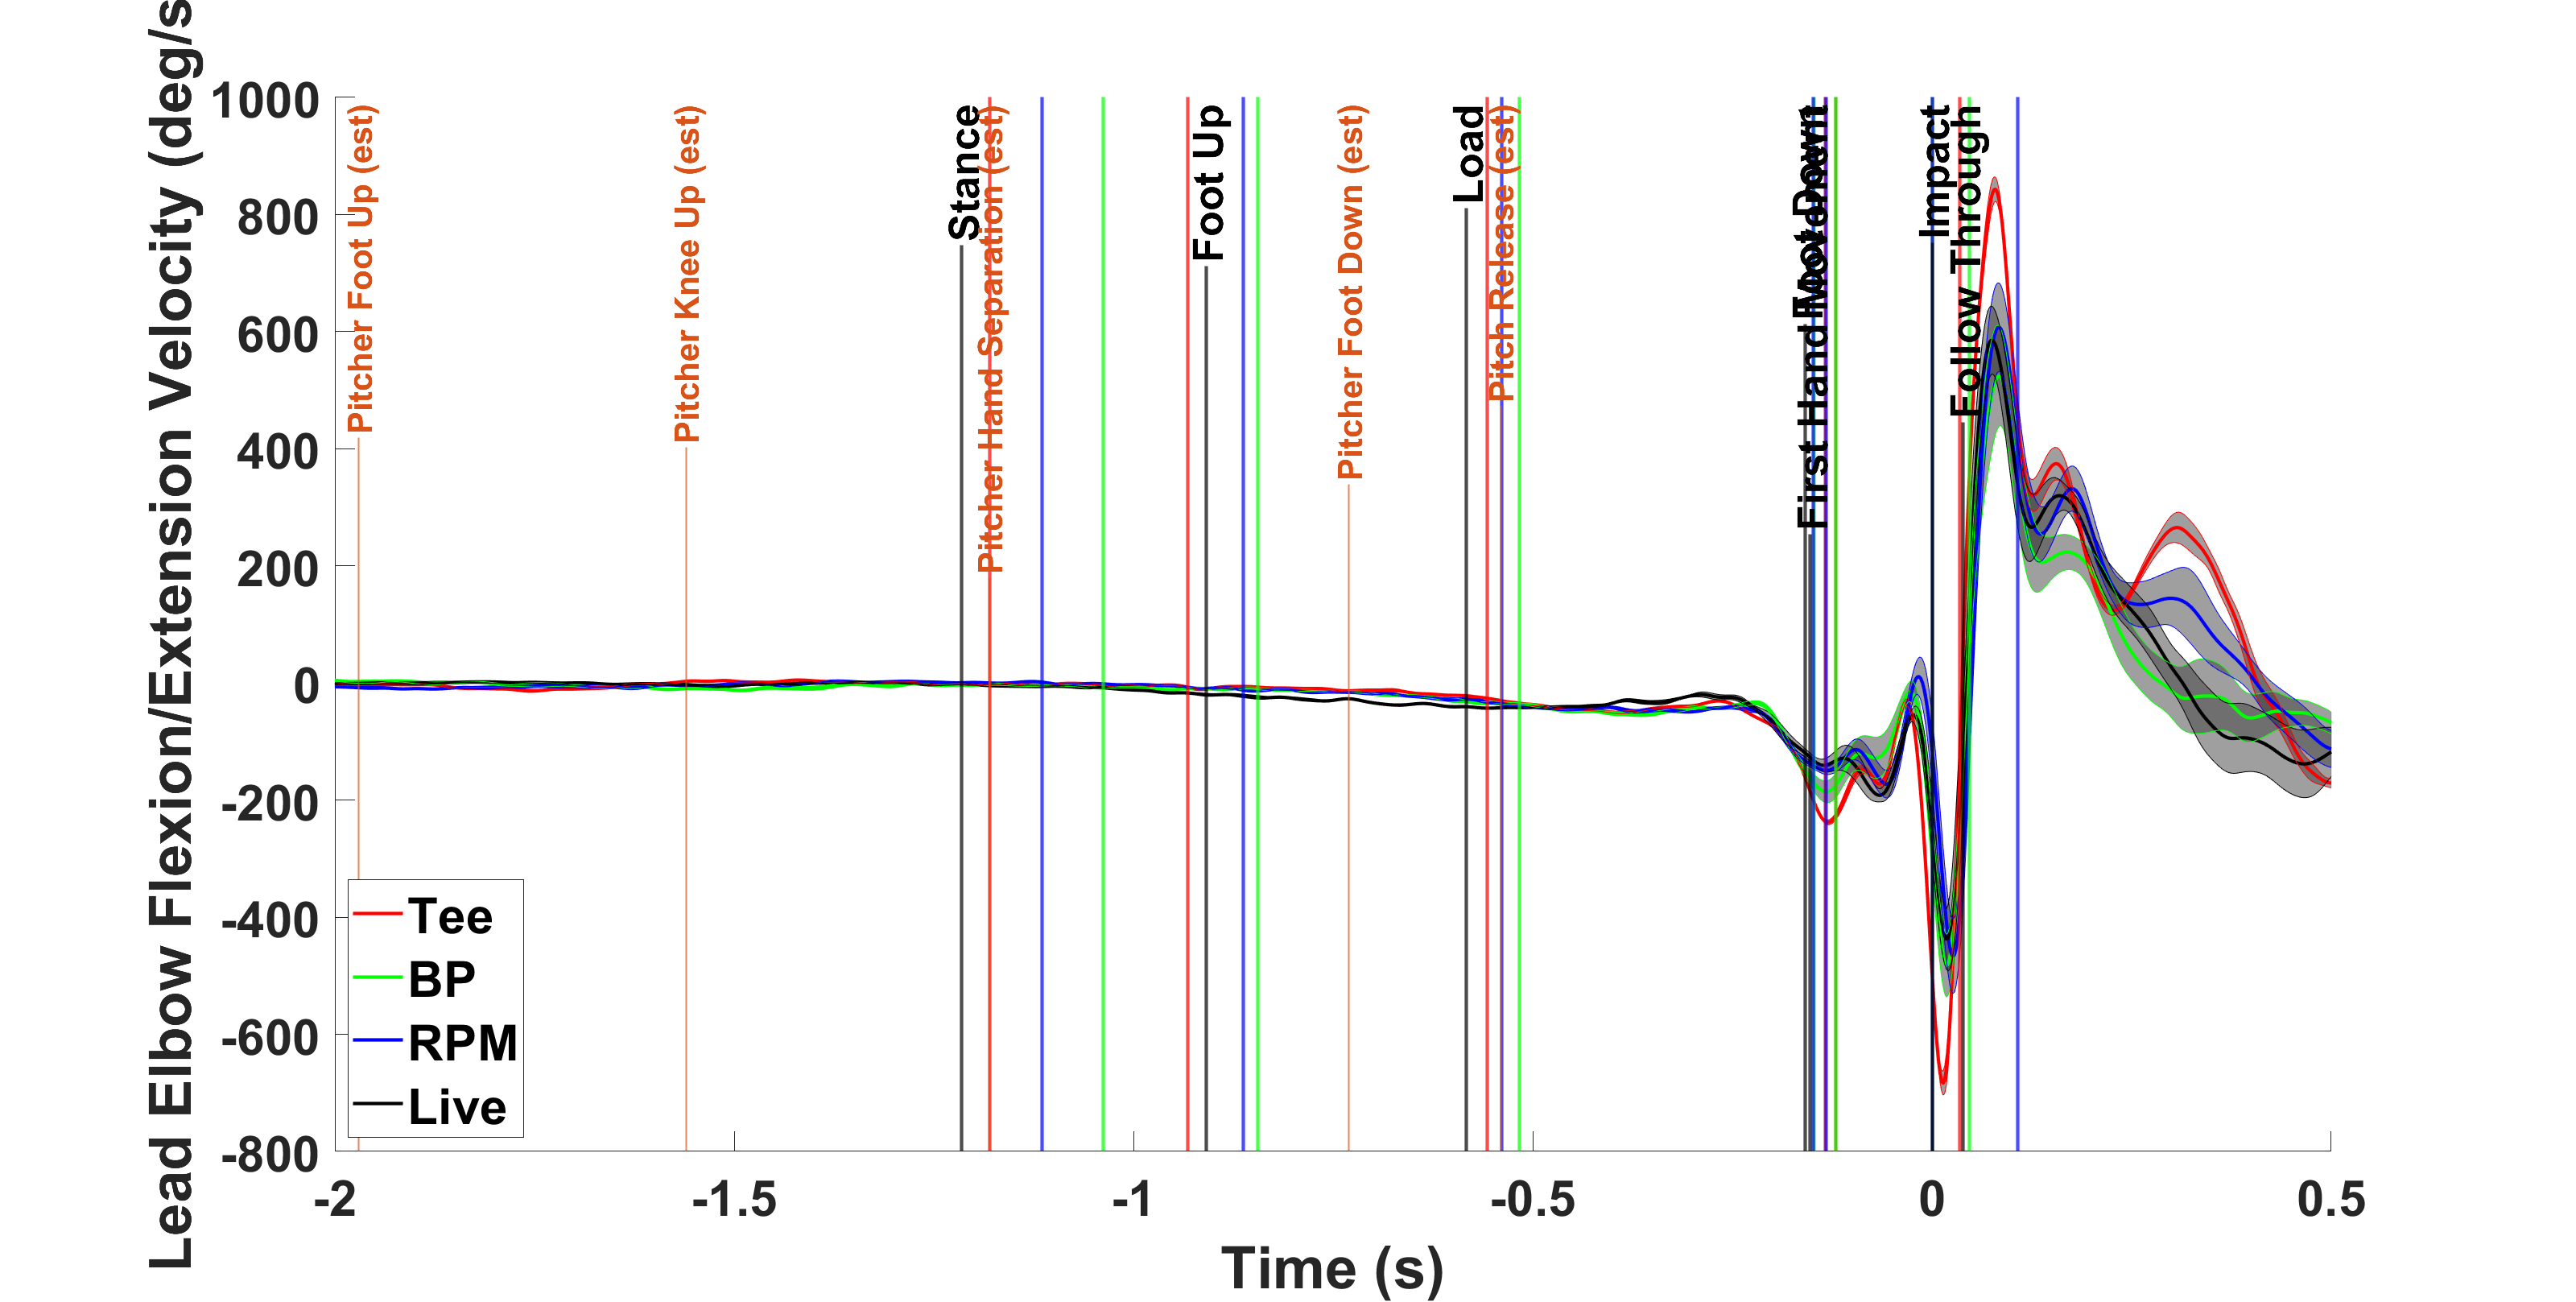 Lead Elbow Flexion/Extension Velocity (deg/s
1000
800
600
400
200
0
-200
-400
-600
-800
Pitcher Foot Up (est)
Pitcher Knee Up (est)
Stance
Pitcher Hand Separation (est)
Foot Up
Pitcher Foot Down (est)
Load
Pitch Release (est)
Foot Down
First Hand Movement
Impact
Follow Through
Tee
BP
RPM
Live
-2
-1.5
-1
-0.5
0
0.5
Time (s)